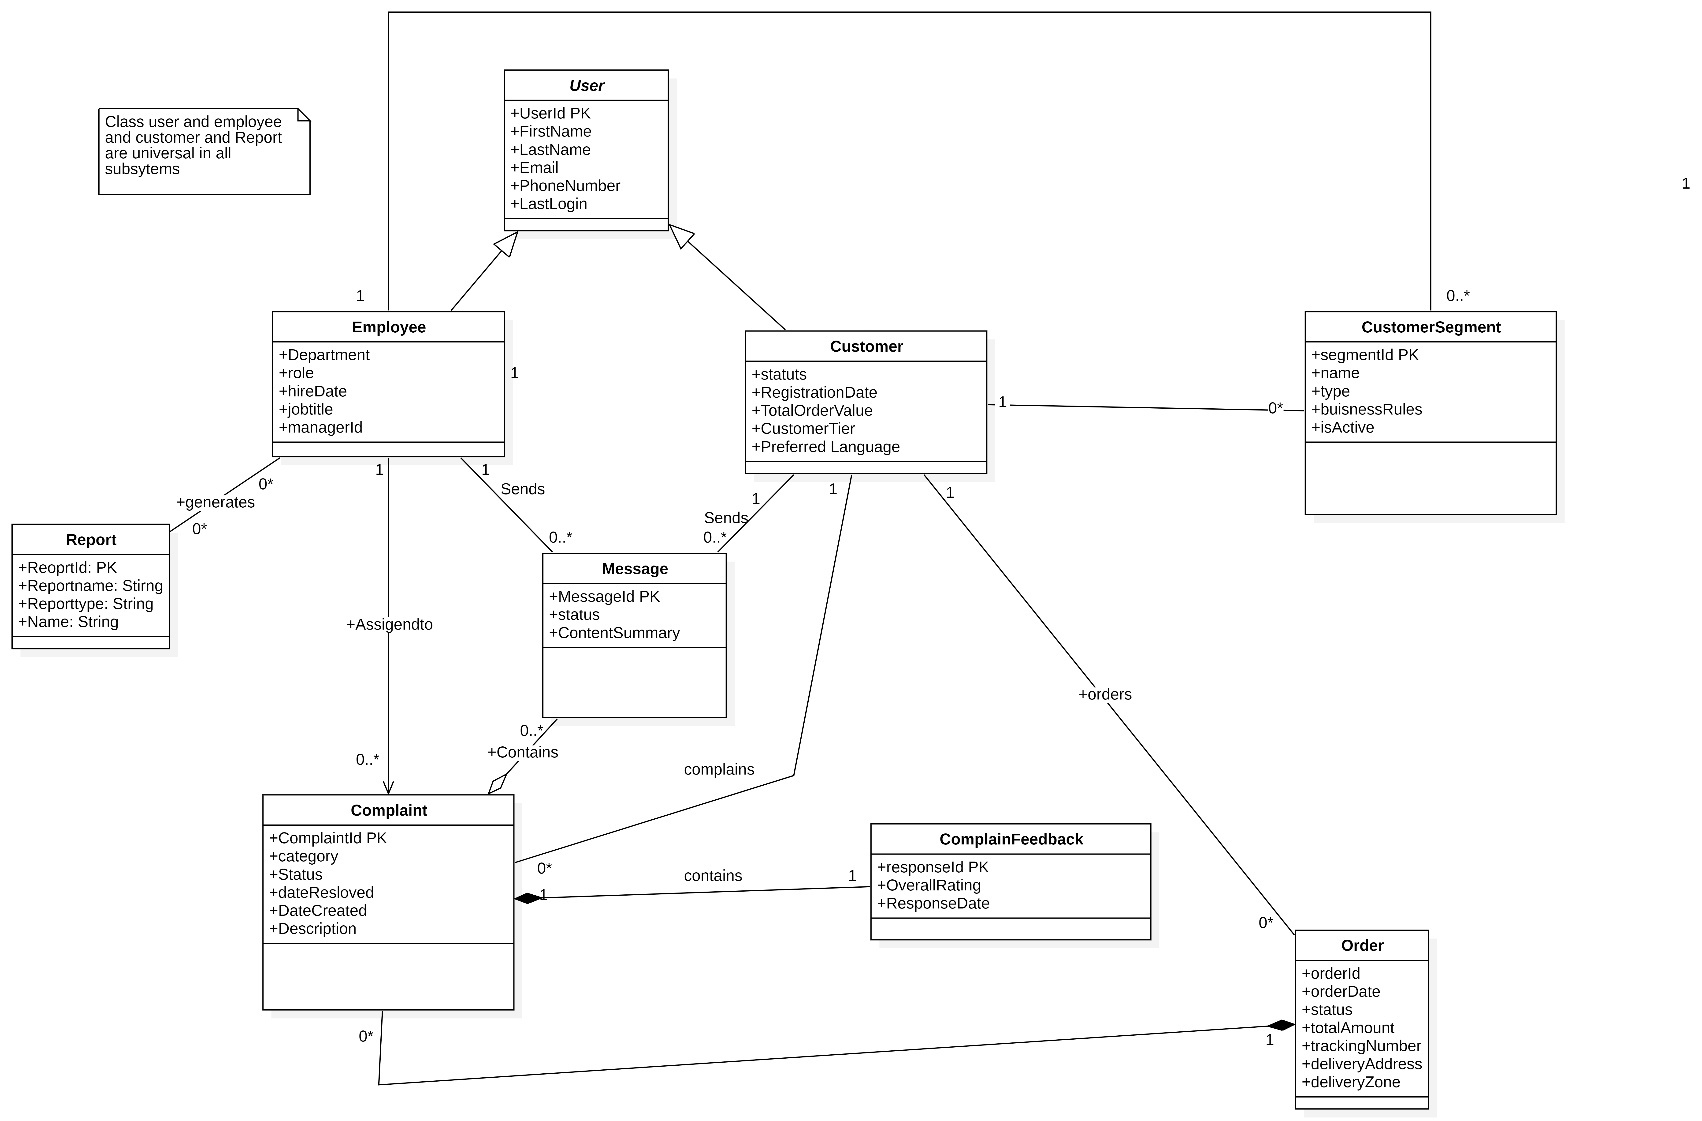 User
+UserId PK
+FirstName
+LastName
+Email
+PhoneNumber
+LastLogin
Class user and employee
and customer and Report
are universal in all
subsytems
1
1
0..*
Employee
+Department
+role
+hireDate
+jobtitle
+managerId
1
Customer
+statuts
+RegistrationDate
+TotalOrderValue
+CustomerTier
+Preferred Language
1
0*
CustomerSegment
+segmentId PK
+name
+type
+buisnessRules
+isActive
0*
+generates
0*
1
1
Sends
0..*
1
Sends
0..*
1
1
Report
+ReoprtId: PK
+Reportname: Stirng
+Reporttype: String
+Name: String
Message
+MessageId PK
+status
+ContentSummary
+Assigendto
0..*
0..*
+Contains
+orders
complains
Complaint
+ComplaintId PK
+category
+Status
+dateResloved
+DateCreated
+Description
0*
1
contains
1
ComplainFeedback
+responseId PK
+OverallRating
+ResponseDate
0*
Order
+orderId
+orderDate
+status
+totalAmount
+trackingNumber
+deliveryAddress
+deliveryZone
0*
1